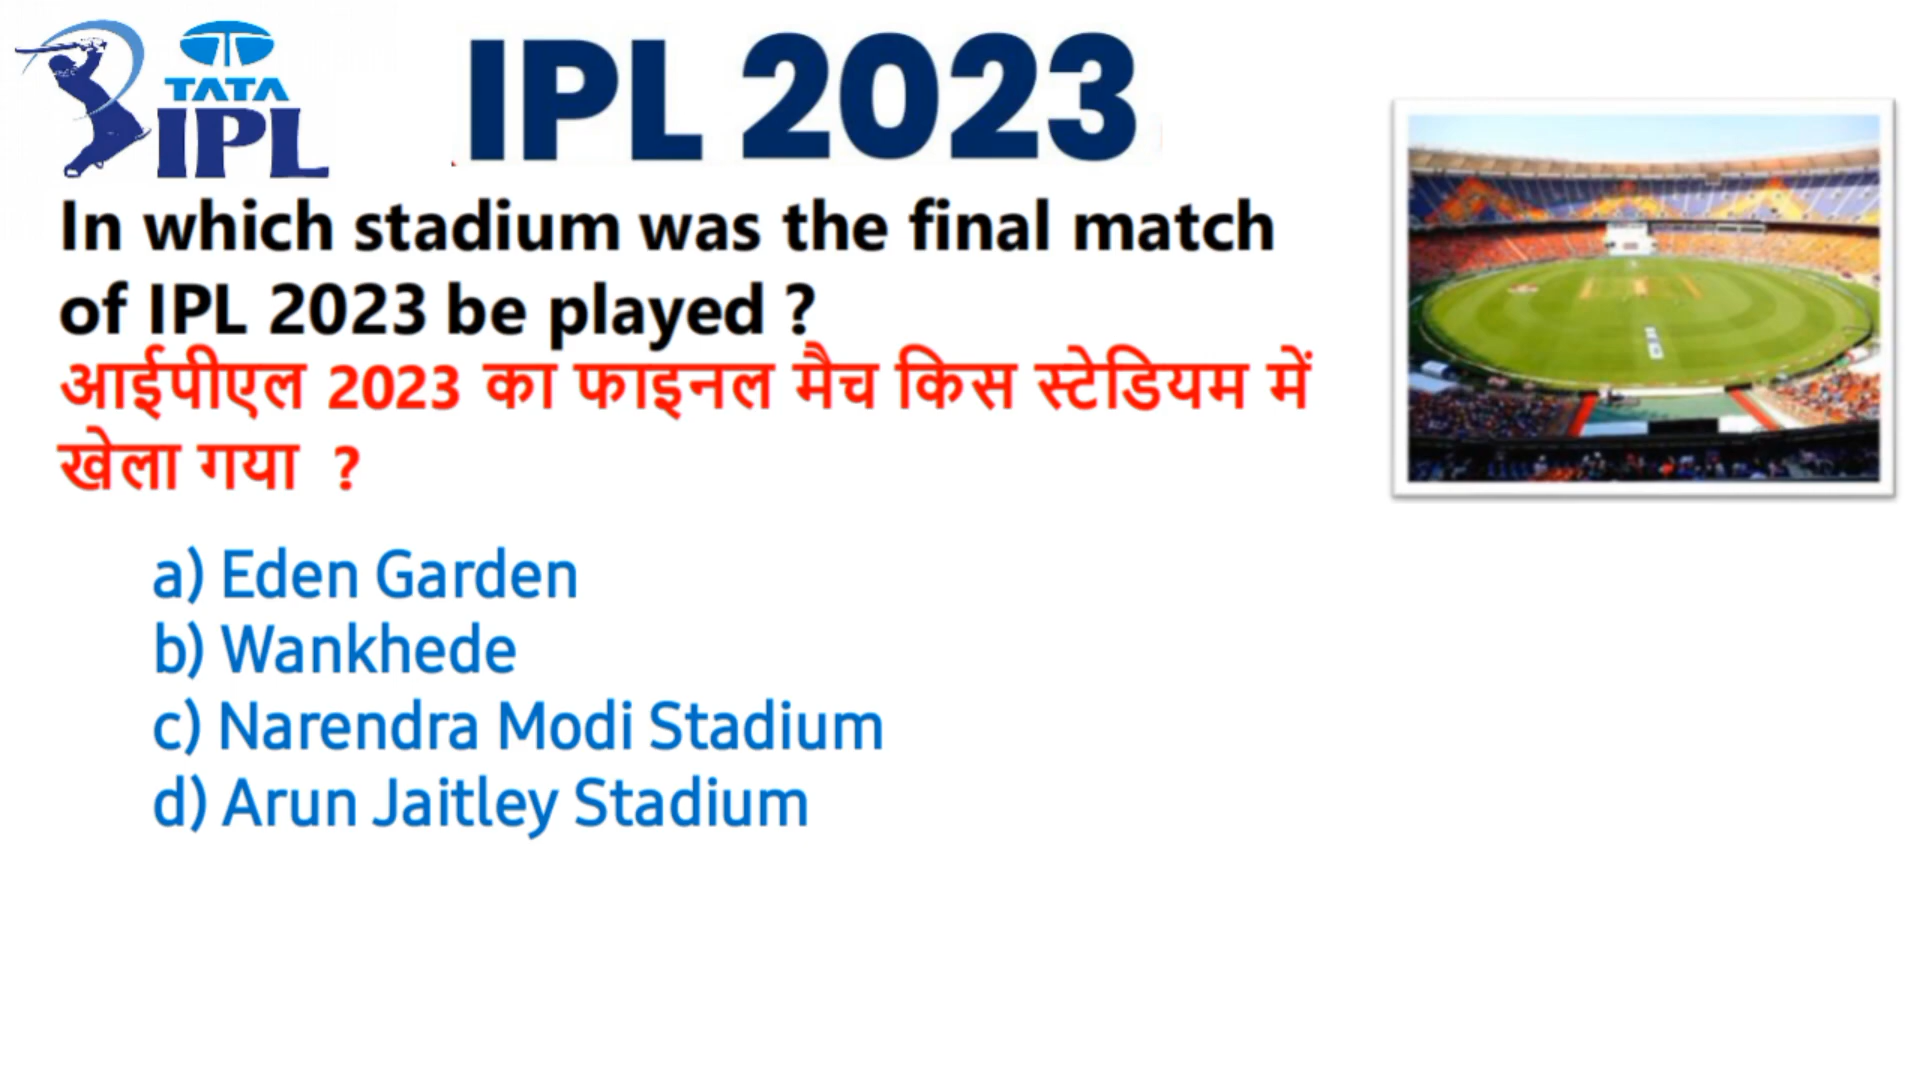 TATA
IPL
IPL 2023
In which stadium was the final match
of IPL 2023 be played ?
आईपीएल 2023 का फाइनल मैच किस स्टेडियम में
खेला गया ?
a) Eden Garden
b) Wankhede
c) Narendra Modi Stadium
d) Arun Jaitley Stadium